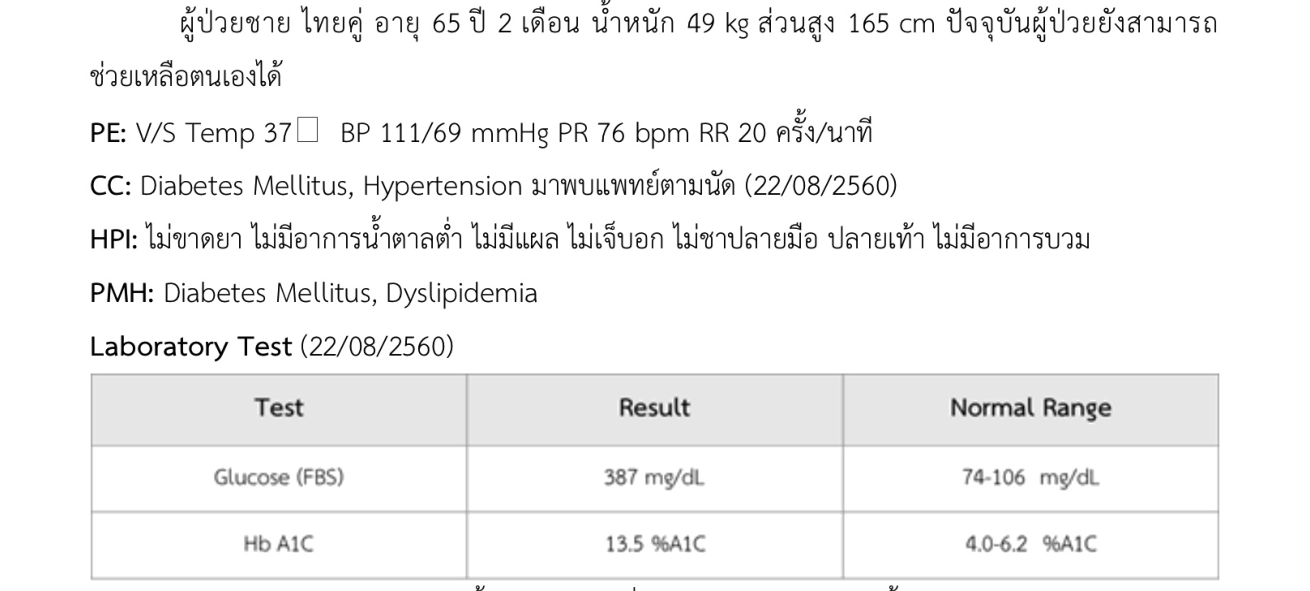 ผู้ป่วยชาย ไทยคู่ อายุ 65 ปี 2 เดือน น้ำหนัก 49 kg ส่วนสูง 165 cm ปัจจุบันผู้ป่วยยังสามารถ
ช่วยเหลือตนเองได้
PE: V/S Temp 37□ BP 111/69 mmHg PR 76 bpm RR 20 ครั้ง/นาที
CC: Diabetes Mellitus, Hypertension มาพบแพทย์ตามนัด (22/08/2560)
HPI: ไม่ขาดยา ไม่มีอาการน้ำตาลต่ำ ไม่มีแผล ไม่เจ็บอก ไม่ชาปลายมือ ปลายเท้า ไม่มีอาการบวม
PMH: Diabetes Mellitus, Dyslipidemia
Laboratory Test (22/08/2560)
Test Result Normal Range
Glucose (FBS) 387 mg/dL 74-106 mg/dL
Hb A1C 13.5 %A1C 4.0-6.2 %A1C